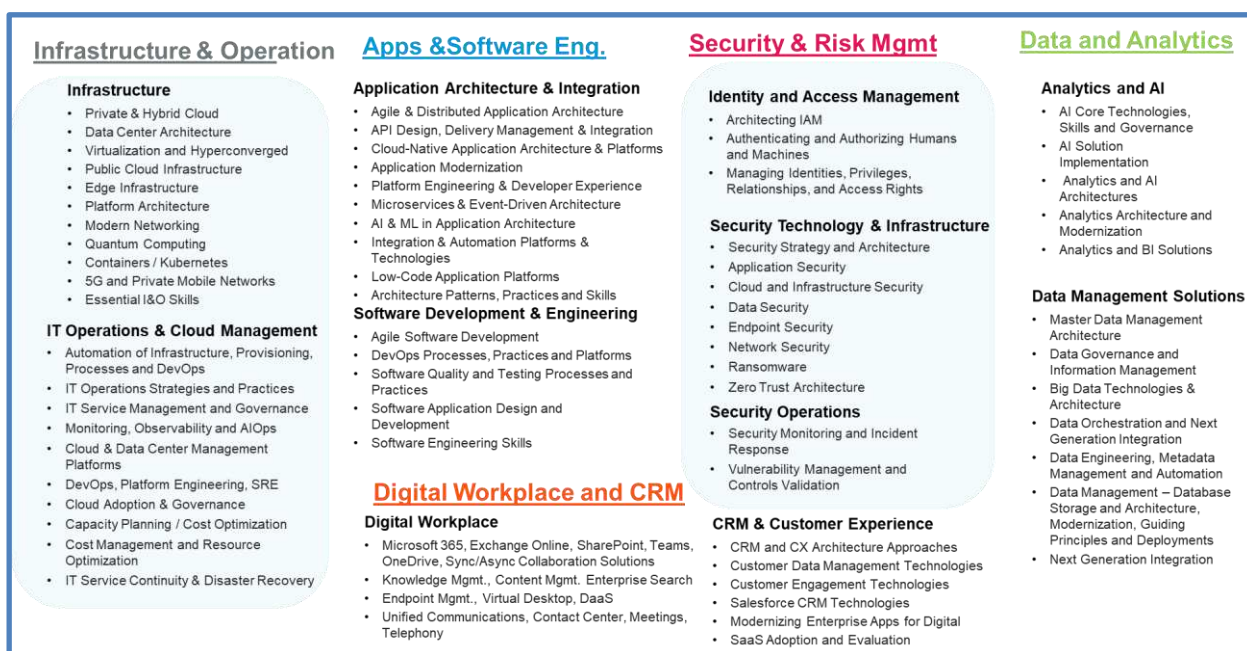 Infrastructure & Operation
Infrastructure
• Private & Hybrid Cloud
• Data Center Architecture
• Virtualization and Hyperconverged
• Public Cloud Infrastructure
• Edge Infrastructure
• Platform Architecture
• Modern Networking
• Quantum Computing
• Containers / Kubernetes
• 5G and Private Mobile Networks
• Essential I&O Skills
IT Operations & Cloud Management
• Automation of Infrastructure, Provisioning,
Processes and DevOps
• IT Operations Strategies and Practices
• IT Service Management and Governance
• Monitoring, Observability and AIOps
• Cloud & Data Center Management
Platforms
• DevOps, Platform Engineering, SRE
• Cloud Adoption & Governance
• Capacity Planning / Cost Optimization
• Cost Management and Resource
Optimization
• IT Service Continuity & Disaster Recovery
Apps &Software Eng.
Application Architecture & Integration
• Agile & Distributed Application Architecture
• API Design, Delivery Management & Integration
• Cloud-Native Application Architecture & Platforms
• Application Modernization
• Platform Engineering & Developer Experience
• Microservices & Event-Driven Architecture
• AI & ML in Application Architecture
• Integration & Automation Platforms &
Technologies
• Low-Code Application Platforms
• Architecture Patterns, Practices and Skills
Software Development & Engineering
• Agile Software Development
• DevOps Processes, Practices and Platforms
• Software Quality and Testing Processes and
Practices
• Software Application Design and
Development
• Software Engineering Skills
Security & Risk Mgmt
Identity and Access Management
• Architecting IAM
• Authenticating and Authorizing Humans
and Machines
• Managing Identities, Privileges,
Relationships, and Access Rights
Security Technology & Infrastructure
• Security Strategy and Architecture
• Application Security
• Cloud and Infrastructure Security
• Data Security
• Endpoint Security
• Network Security
• Ransomware
• Zero Trust Architecture
Security Operations
• Security Monitoring and Incident
Response
• Vulnerability Management and
Controls Validation
Data and Analytics
Analytics and AI
• AI Core Technologies,
Skills and Governance
• AI Solution
Implementation
• Analytics and AI
Architectures
• Analytics Architecture and
Modernization
• Analytics and BI Solutions
Data Management Solutions
• Master Data Management
Architecture
• Data Governance and
Information Management
• Big Data Technologies &
Architecture
• Data Orchestration and Next
Generation Integration
• Data Engineering, Metadata
Management and Automation
• Data Management – Database
Storage and Architecture,
Modernization, Guiding
Principles and Deployments
• Next Generation Integration
Digital Workplace and CRM
Digital Workplace
• Microsoft 365, Exchange Online, SharePoint, Teams,
OneDrive, Sync/Async Collaboration Solutions
• Knowledge Mgmt., Content Mgmt. Enterprise Search
• Endpoint Mgmt., Virtual Desktop, DaaS
• Unified Communications, Contact Center, Meetings,
Telephony
CRM & Customer Experience
• CRM and CX Architecture Approaches
• Customer Data Management Technologies
• Customer Engagement Technologies
• Salesforce CRM Technologies
• Modernizing Enterprise Apps for Digital
• SaaS Adoption and Evaluation